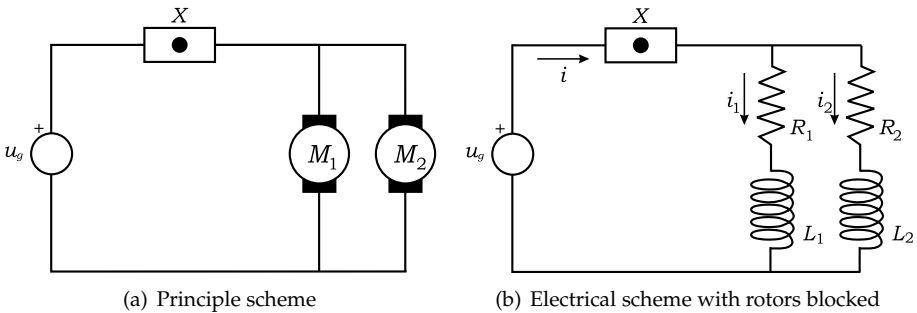 X
+
u_g
M_1
M_2
(a) Principle scheme
X
i
+
u_g
i_1
R_1
i_2
R_2
L_1
L_2
(b) Electrical scheme with rotors blocked